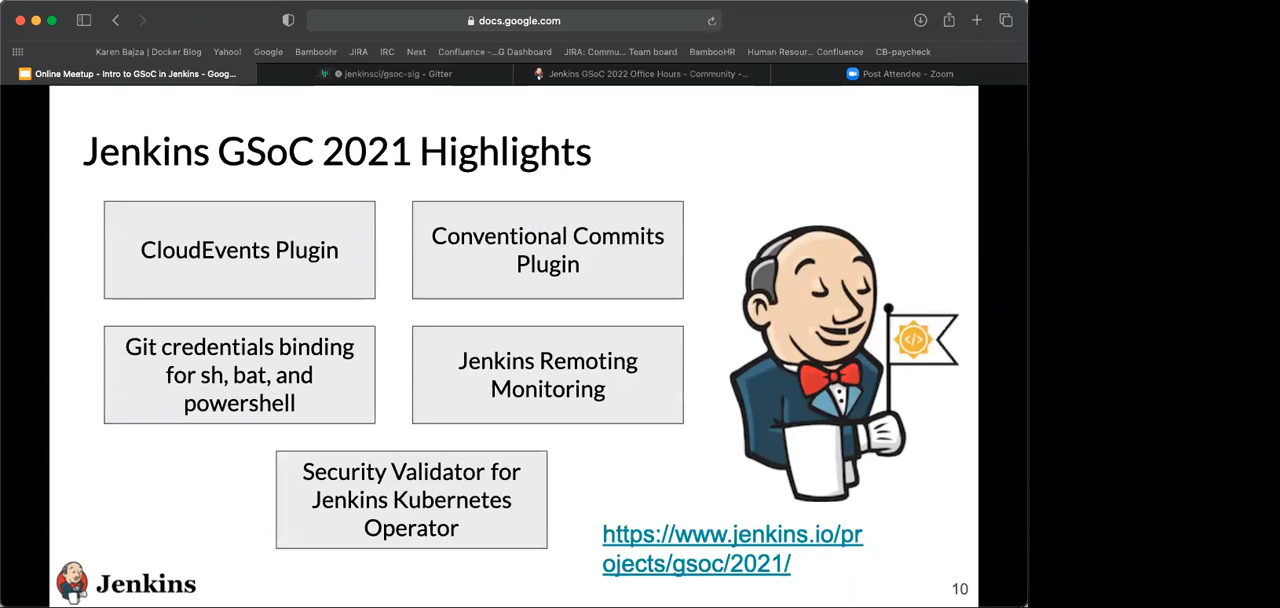 docs.google.com
Karen Bajza | Docker Blog Yahoo! Google Bamboohr JIRA IRC Next Confluence -...G Dashboard JIRA: Commu... Team board BambooHR Human Resour... Confluence CB-paycheck
Online Meetup - Intro to GSoC in Jenkins - Goog... jenkinsci/gsoc-sig - Gitter Jenkins GSoC 2022 Office Hours - Community -... Post Attendee - Zoom
Jenkins GSoC 2021 Highlights
CloudEvents Plugin
Conventional Commits
Plugin
Git credentials binding
for sh, bat, and
powershell
Jenkins Remoting
Monitoring
</>
Security Validator for
Jenkins Kubernetes
Operator
https://www.jenkins.io/pr
ojects/gsoc/2021/
Jenkins
10